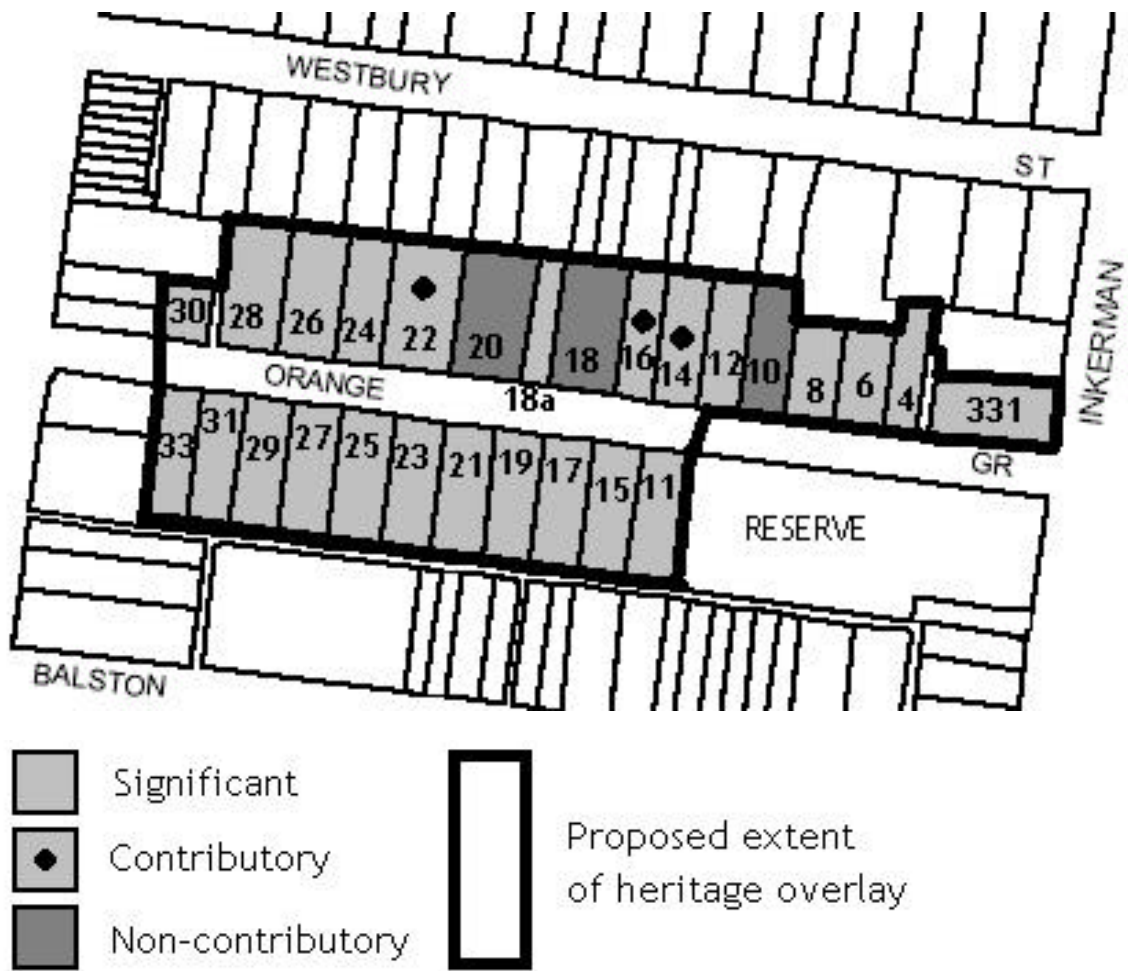 WESTBURY
ST
INKERMAN
30
28
26
24
22
20
18
16
14
12
10
8
6
4
331
ORANGE
18a
GR
33
31
29
27
25
23
21
19
17
15
11
RESERVE
BALSTON
Significant
Contributory
Non-contributory
Proposed extent
of heritage overlay